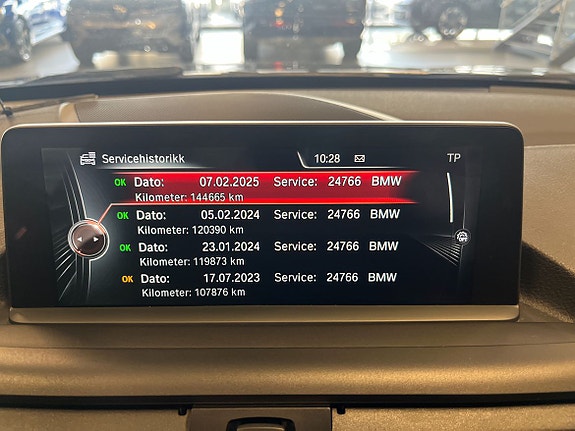 Servicehistorikk 10:28 TP
OK Dato: 07.02.2025 Service: 24766 BMW
Kilometer: 144665 km
OK Dato: 05.02.2024 Service: 24766 BMW
Kilometer: 120390 km
OK Dato: 23.01.2024 Service: 24766 BMW
Kilometer: 119873 km
OK Dato: 17.07.2023 Service: 24766 BMW
Kilometer: 107876 km